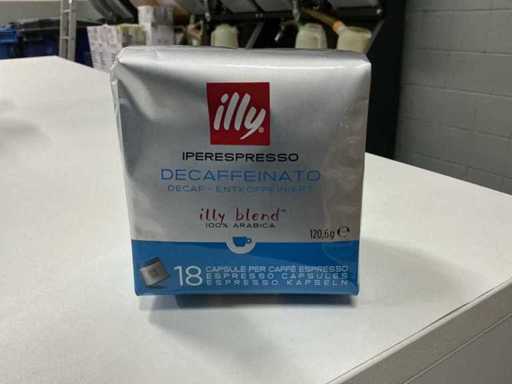 illy
IPERESPRESSO
DECAFFEINATO
DECAF - ENTKOFFEINIERT
illy blend™
100% ARABICA
120,6g ℮
18 CAPSULE PER CAFFÈ ESPRESSO
ESPRESSO CAPSULES
ESPRESSO KAPSELN